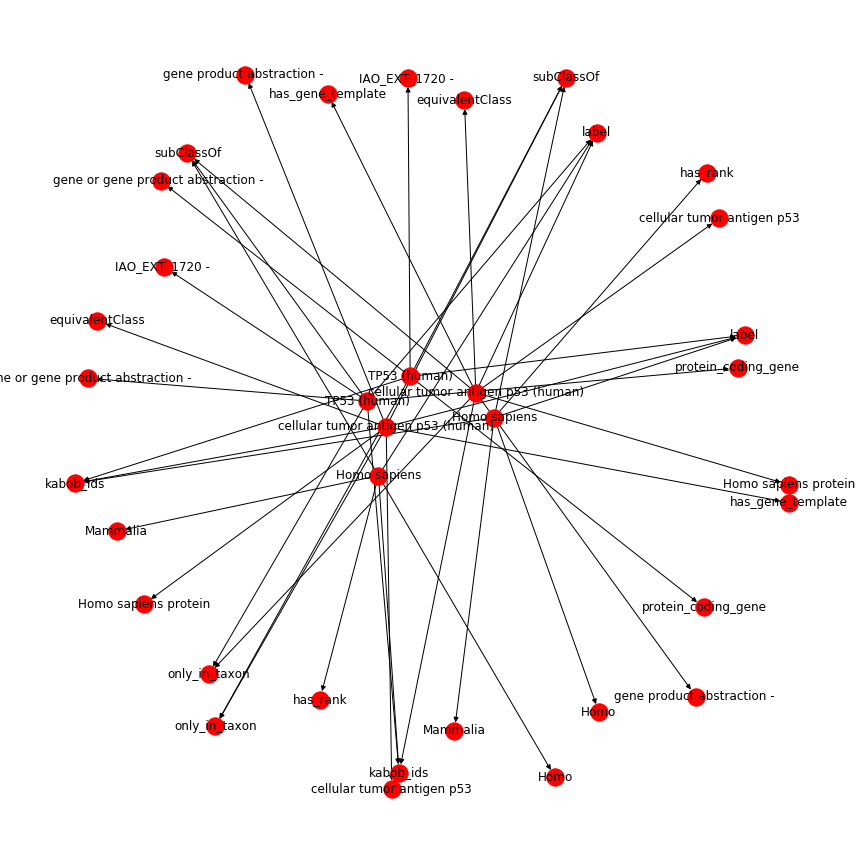 gene product abstraction -
IAO_EXT_1720 -
subClassOf
has_gene_template
equivalentClass
label
subClassOf
has_rank
gene or gene product abstraction -
cellular tumor antigen p53
IAO_EXT_1720 -
equivalentClass
label
protein_coding_gene
ne or gene product abstraction -
TP53 (human)
cellular tumor antigen p53 (human)
TP53 (human)
Homo sapiens
cellular tumor antigen p53 (human)
Homo sapiens
kabob_ids
Homo sapiens protein
has_gene_template
Mammalia
Homo sapiens protein
protein_coding_gene
only_in_taxon
has_rank
gene product abstraction -
Homo
only_in_taxon
Mammalia
kabob_ids
Homo
cellular tumor antigen p53